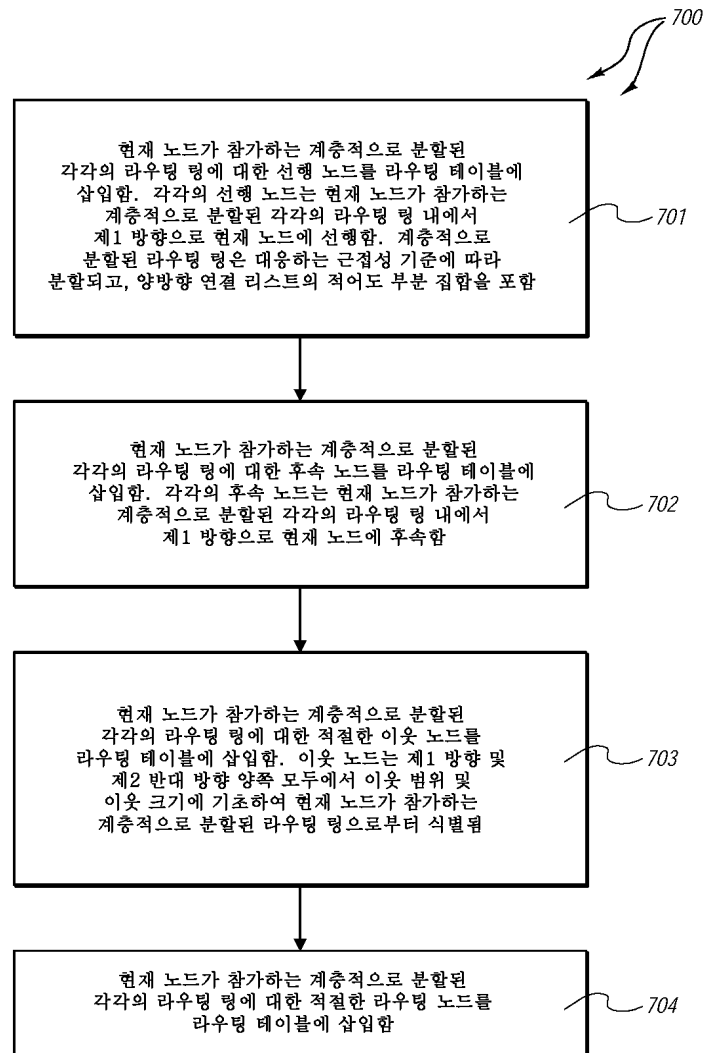 700
현재 노드가 참가하는 계층적으로 분할된
각각의 라우팅 링에 대한 선행 노드를 라우팅 테이블에
삽입함. 각각의 선행 노드는 현재 노드가 참가하는
계층적으로 분할된 각각의 라우팅 링 내에서
제1 방향으로 현재 노드에 선행함. 계층적으로
분할된 라우팅 링은 대응하는 근접성 기준에 따라
분할되고, 양방향 연결 리스트의 적어도 부분 집합을 포함
701
현재 노드가 참가하는 계층적으로 분할된
각각의 라우팅 링에 대한 후속 노드를 라우팅 테이블에
삽입함. 각각의 후속 노드는 현재 노드가 참가하는
계층적으로 분할된 각각의 라우팅 링 내에서
제1 방향으로 현재 노드에 후속함
702
현재 노드가 참가하는 계층적으로 분할된
각각의 라우팅 링에 대한 적절한 이웃 노드를
라우팅 테이블에 삽입함. 이웃 노드는 제1 방향 및
제2 반대 방향 양쪽 모두에서 이웃 범위 및
이웃 크기에 기초하여 현재 노드가 참가하는
계층적으로 분할된 라우팅 링으로부터 식별됨
703
현재 노드가 참가하는 계층적으로 분할된
각각의 라우팅 링에 대한 적절한 라우팅 노드를
라우팅 테이블에 삽입함
704